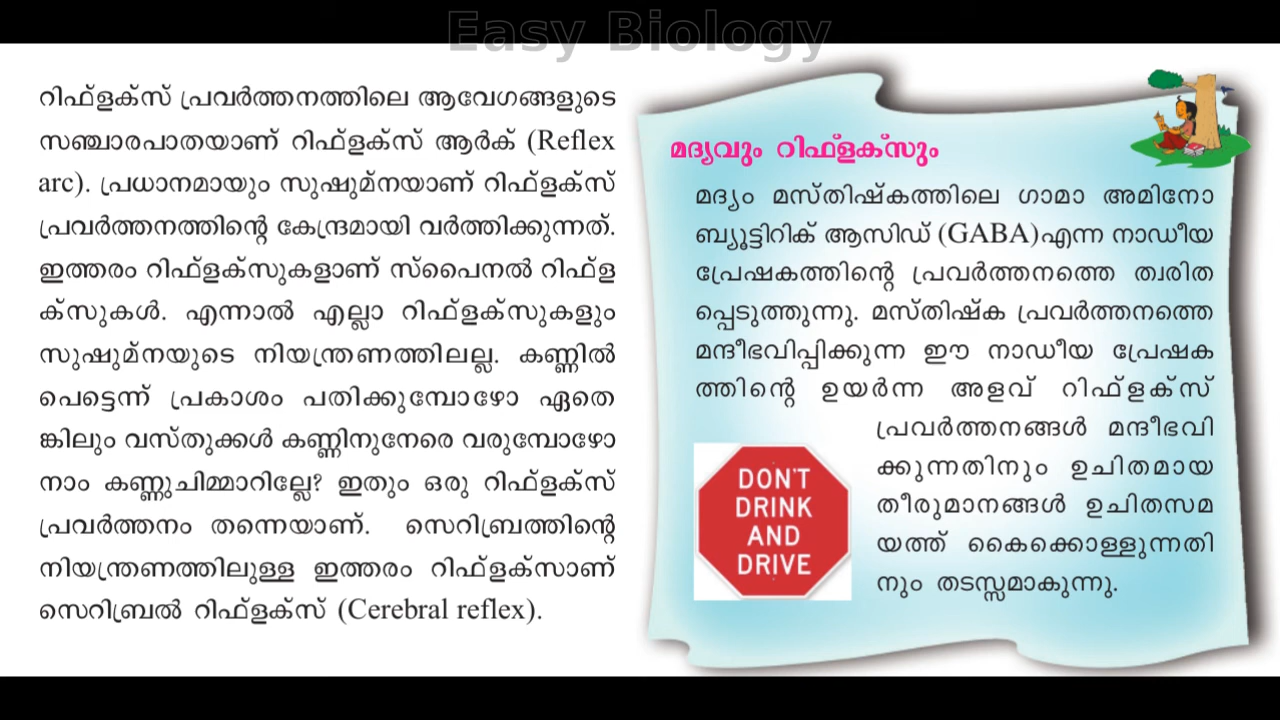 Easy Biology
റിഫ്ളക്സ് പ്രവർത്തനത്തിലെ ആവേഗങ്ങളുടെ
സഞ്ചാരപാതയാണ് റിഫ്ളക്സ് ആർക് (Reflex
arc). പ്രധാനമായും സുഷുമ്നയാണ് റിഫ്ളക്സ്
പ്രവർത്തനത്തിന്റെ കേന്ദ്രമായി വർത്തിക്കുന്നത്.
ഇത്തരം റിഫ്ളക്സുകളാണ് സ്പൈനൽ റിഫ്ള
ക്സുകൾ. എന്നാൽ എല്ലാ റിഫ്ളക്സുകളും
സുഷുമ്നയുടെ നിയന്ത്രണത്തിലല്ല. കണ്ണിൽ
പെട്ടെന്ന് പ്രകാശം പതിക്കുമ്പോഴോ ഏതെ
ങ്കിലും വസ്തുക്കൾ കണ്ണിനുനേരെ വരുമ്പോഴോ
നാം കണ്ണുചിമ്മാറില്ലേ? ഇതും ഒരു റിഫ്ളക്സ്
പ്രവർത്തനം തന്നെയാണ്. സെറിബ്രത്തിന്റെ
നിയന്ത്രണത്തിലുള്ള ഇത്തരം റിഫ്ളക്സാണ്
സെറിബ്രൽ റിഫ്ളക്സ് (Cerebral reflex).
മദ്യവും റിഫ്ളക്സും
മദ്യം മസ്തിഷ്കത്തിലെ ഗാമാ അമിനോ
ബ്യൂട്ടിറിക് ആസിഡ് (GABA)എന്ന നാഡീയ
പ്രേഷകത്തിന്റെ പ്രവർത്തനത്തെ ത്വരിത
പ്പെടുത്തുന്നു. മസ്തിഷ്ക പ്രവർത്തനത്തെ
മന്ദീഭവിപ്പിക്കുന്ന ഈ നാഡീയ പ്രേഷക
ത്തിന്റെ ഉയർന്ന അളവ് റിഫ്ളക്സ്
പ്രവർത്തനങ്ങൾ മന്ദീഭവി
ക്കുന്നതിനും ഉചിതമായ
തീരുമാനങ്ങൾ ഉചിതസമ
യത്ത് കൈക്കൊള്ളുന്നതി
നും തടസ്സമാകുന്നു.
DON'T
DRINK
AND
DRIVE